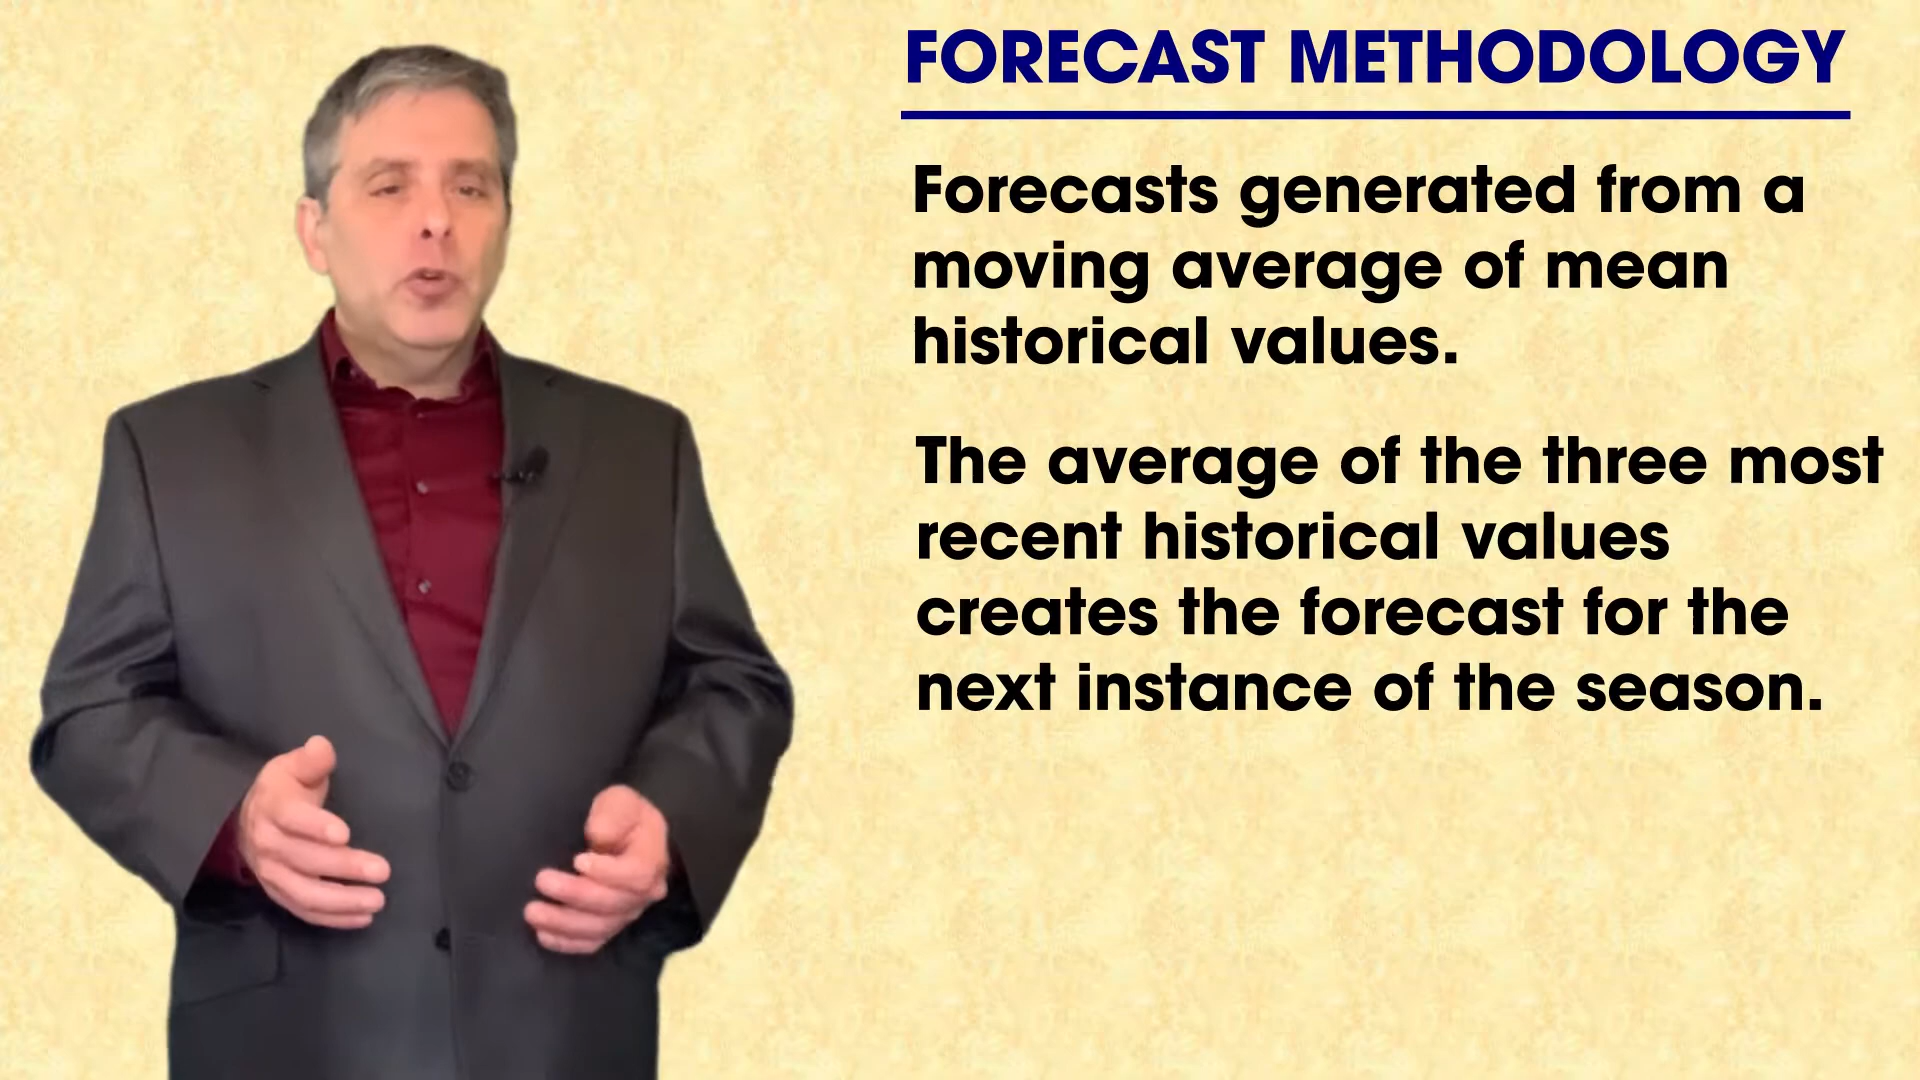 FORECAST METHODOLOGY
Forecasts generated from a
moving average of mean
historical values.
The average of the three most
recent historical values
creates the forecast for the
next instance of the season.